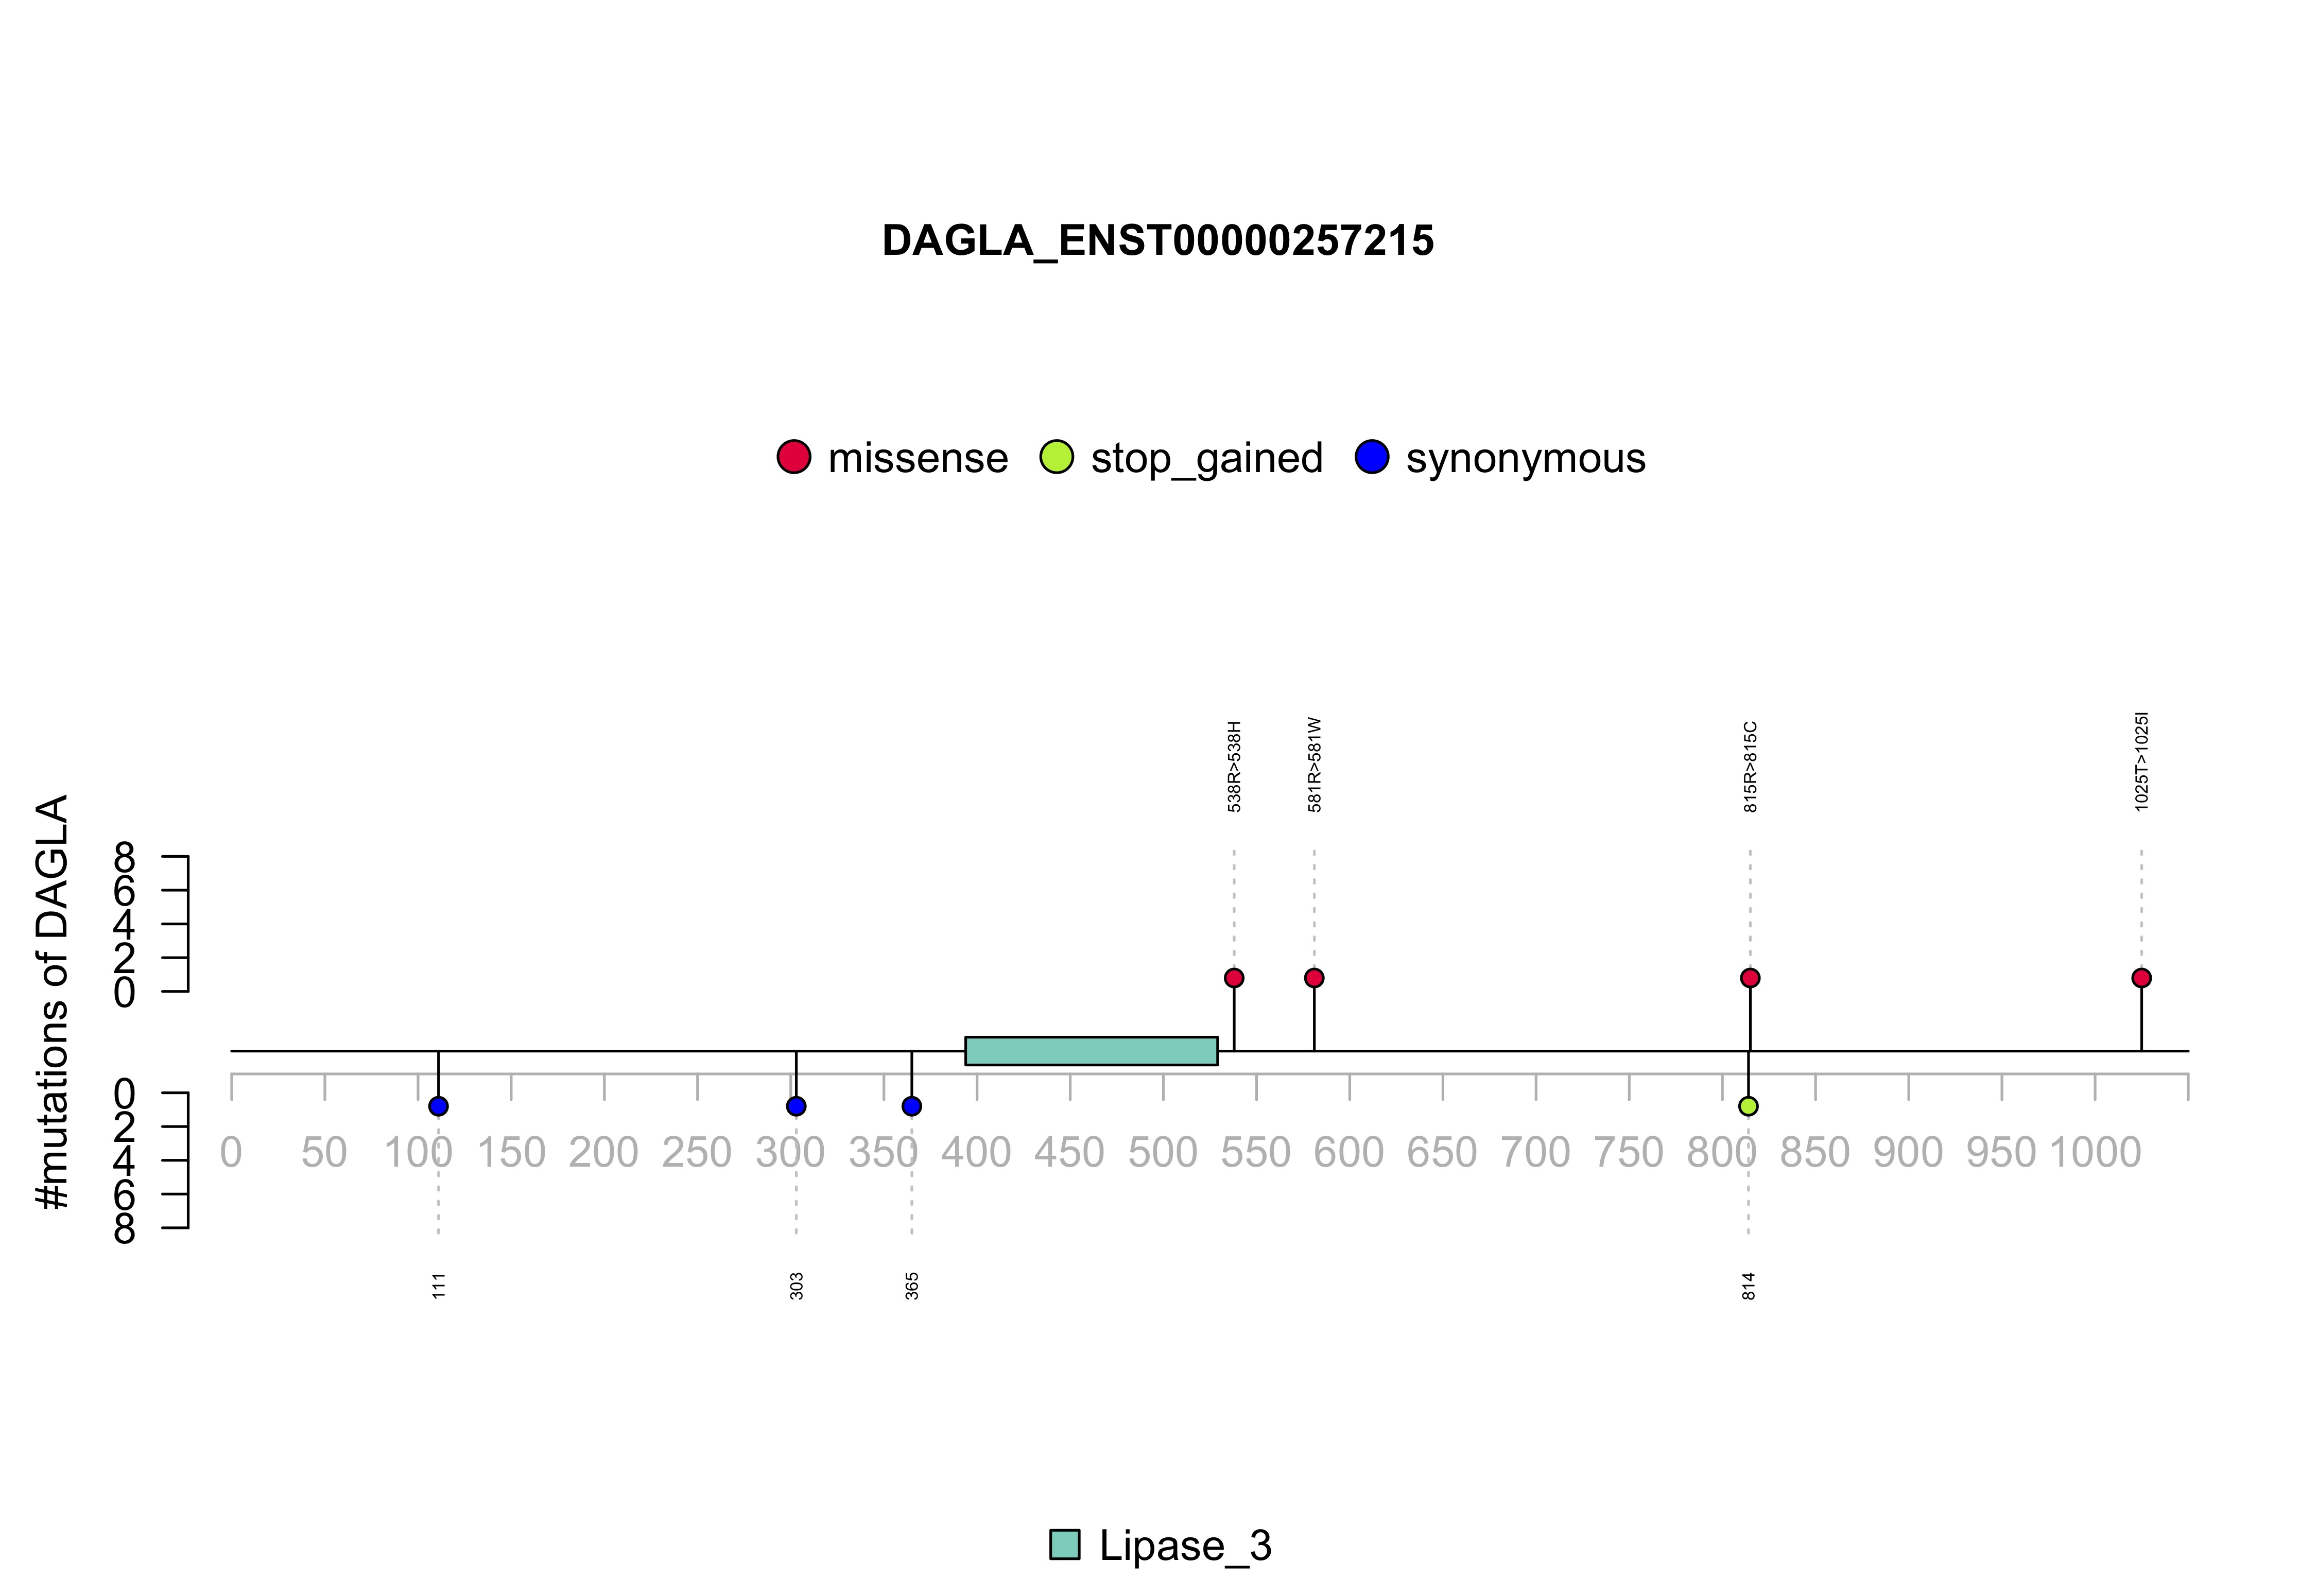 DAGLA_ENST00000257215
missense stop_gained synonymous
538R>538H 581R>581W 815R>815C 1025T>1025I
#mutations of DAGLA
8
6
4
2
0
0
2
4
6
8
0 50 100 150 200 250 300 350 400 450 500 550 600 650 700 750 800 850 900 950 1000
111 303 365 814
Lipase_3